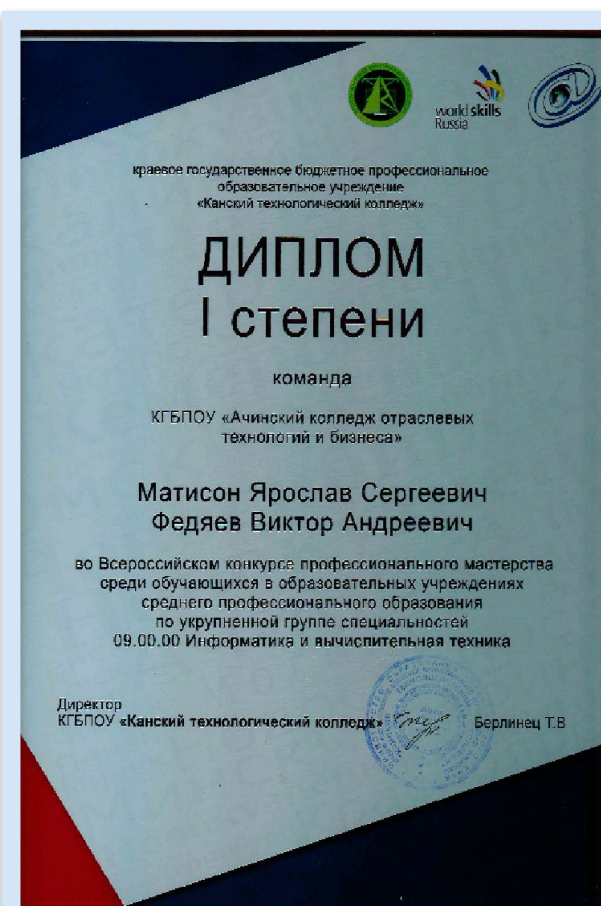 world skills
Russia
краевое государственное бюджетное профессиональное
образовательное учреждение
«Канский технологический колледж»
ДИПЛОМ
I степени
команда
КГБПОУ «Ачинский колледж отраслевых
технологий и бизнеса»
Матисон Ярослав Сергеевич
Федяев Виктор Андреевич
во Всероссийском конкурсе профессионального мастерства
среди обучающихся в образовательных учреждениях
среднего профессионального образования
по укрупненной группе специальностей
09.00.00 Информатика и вычислительная техника
Директор
КГБПОУ «Канский технологический колледж»
Берлинец Т.В